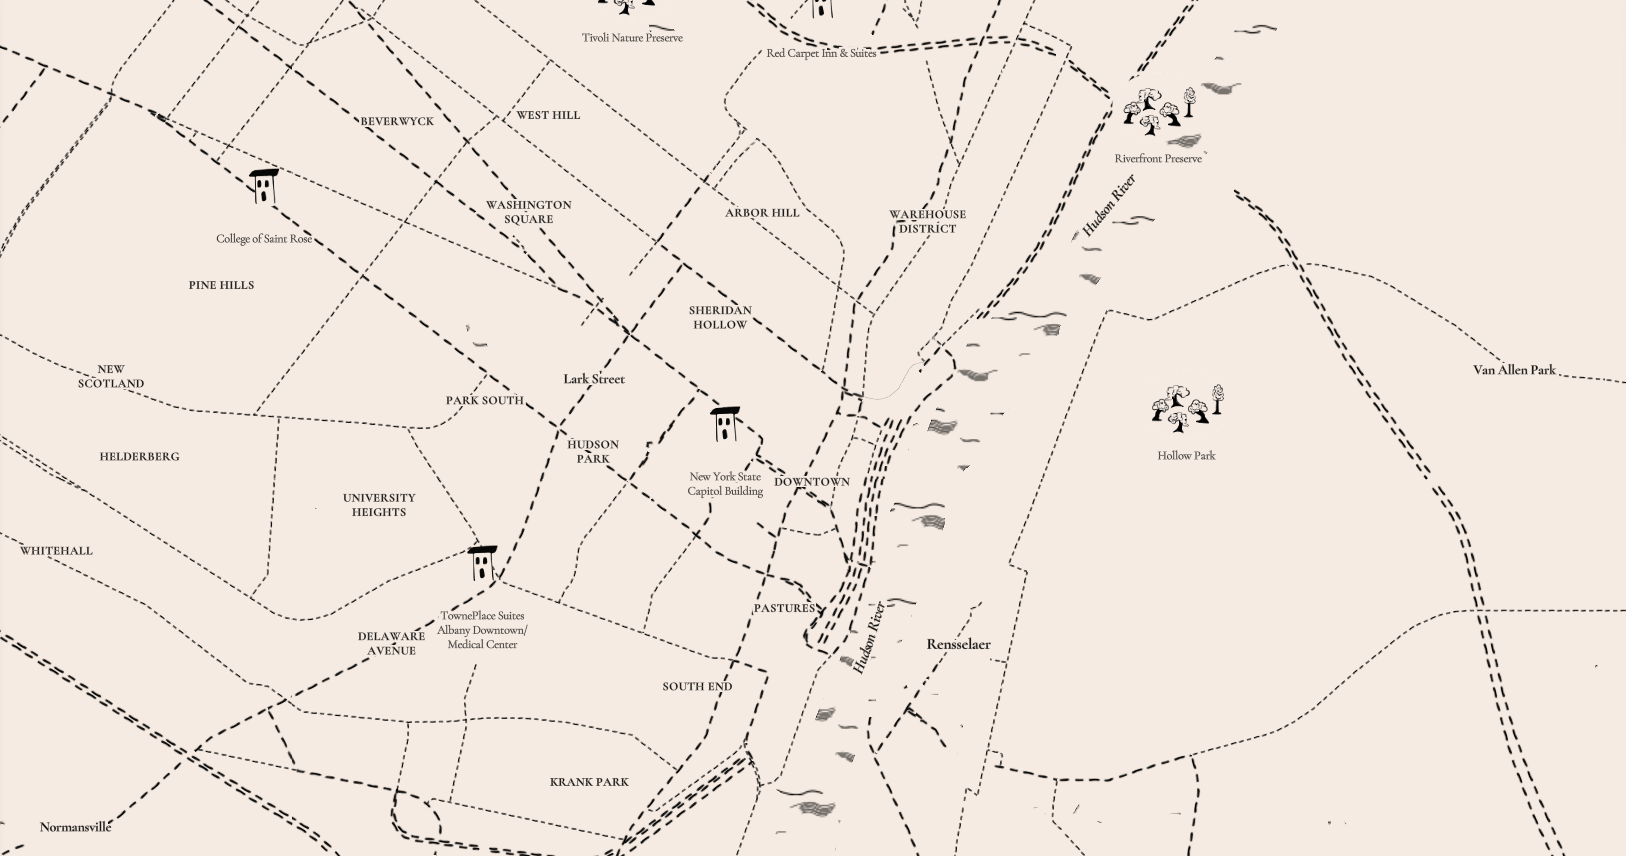 Tivoli Nature Preserve
Red Carpet Inn & Suites
BEVERWYCK
WEST HILL
Riverfront Preserve
Hudson River
WASHINGTON
SQUARE
ARBOR HILL
WAREHOUSE
DISTRICT
College of Saint Rose
PINE HILLS
SHERIDAN
HOLLOW
NEW
SCOTLAND
Lark Street
Van Allen Park
PARK SOUTH
HUDSON
PARK
HELDERBERG
Hollow Park
New York State
Capitol Building
DOWNTOWN
UNIVERSITY
HEIGHTS
WHITEHALL
PASTURES
Hudson River
TownePlace Suites
Albany Downtown/
Medical Center
DELAWARE
AVENUE
Rensselaer
SOUTH END
KRANK PARK
Normansville